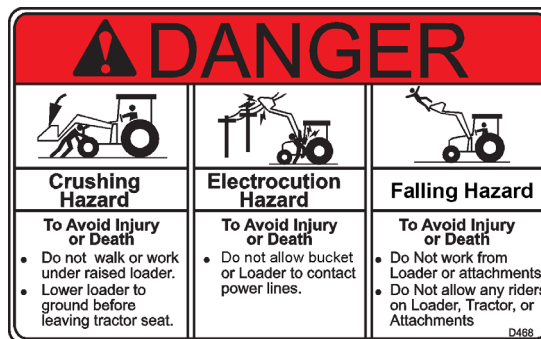 DANGER
Crushing
Hazard
To Avoid Injury
or Death
• Do not walk or work
under raised loader.
• Lower loader to
ground before
leaving tractor seat.
Electrocution
Hazard
To Avoid Injury
or Death
• Do not allow bucket
or Loader to contact
power lines.
Falling Hazard
To Avoid Injury
or Death
• Do Not work from
Loader or attachments
• Do Not allow any riders
on Loader, Tractor, or
Attachments
D468